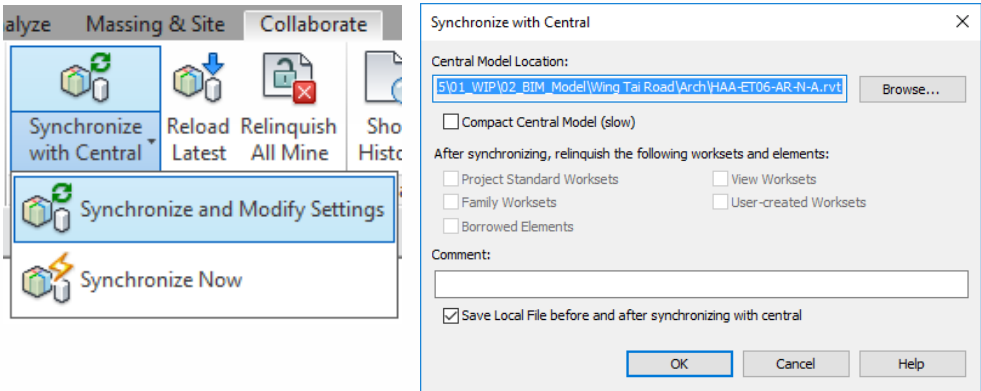 alyze Massing & Site Collaborate
Synchronize
with Central
Reload
Latest
Relinquish
All Mine
Sho
Histo
Synchronize and Modify Settings
Synchronize Now
Synchronize with Central
Central Model Location:
5\01_WIP\02_BIM_Model\Wing Tai Road\Arch\HAA-ET06-AR-N-A.rvt
Browse...
Compact Central Model (slow)
After synchronizing, relinquish the following worksets and elements:
Project Standard Worksets
View Worksets
Family Worksets
User-created Worksets
Borrowed Elements
Comment:
Save Local File before and after synchronizing with central
OK Cancel Help